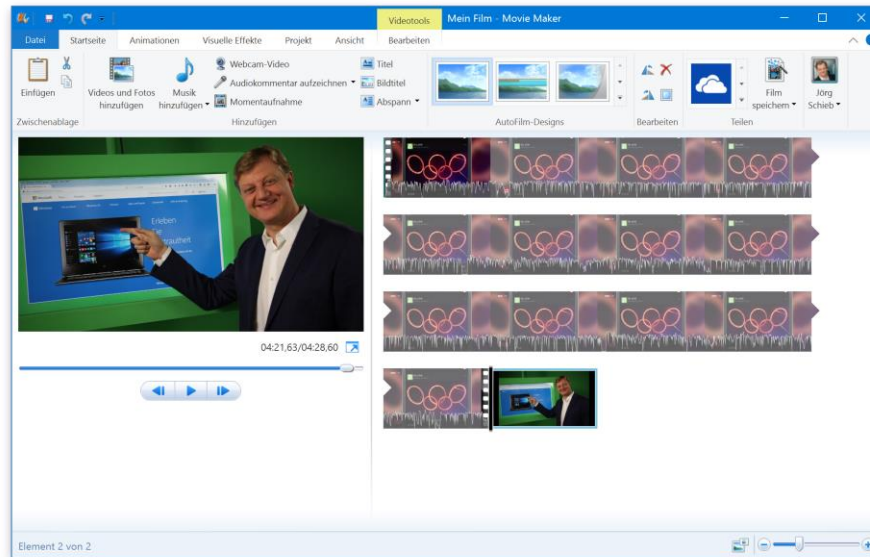 Videotools
Mein Film - Movie Maker
Datei Startseite Animationen Visuelle Effekte Projekt Ansicht Bearbeiten
Einfügen
Zwischenablage
Videos und Fotos
hinzufügen
Musik
hinzufügen
Webcam-Video
Audiokommentar aufzeichnen
Momentaufnahme
Titel
Bildtitel
Abspann
Hinzufügen
AutoFilm-Designs
Bearbeiten
Film
speichern
Teilen
Jörg
Schieb
Erleben
Sie
04:21,63/04:28,60
Element 2 von 2